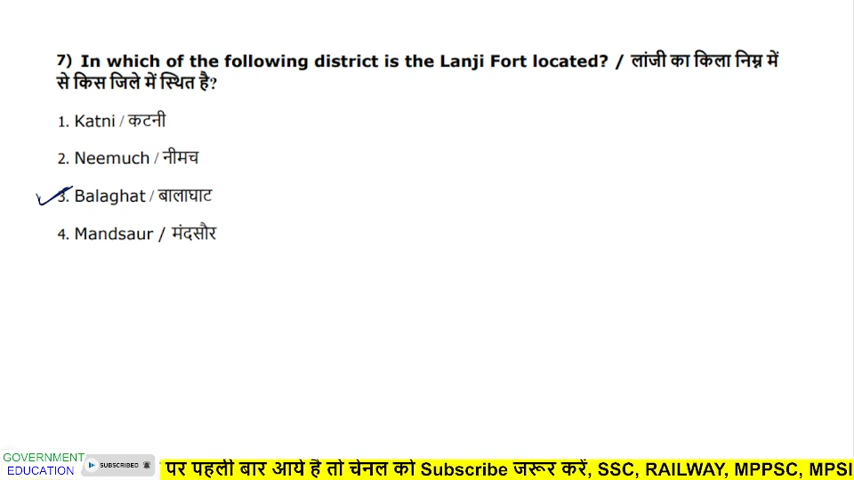 7) In which of the following district is the Lanji Fort located? / लांजी का किला निम्न में
से किस जिले में स्थित है?
1. Katni / कटनी
2. Neemuch / नीमच
3. Balaghat / बालाघाट
4. Mandsaur / मंदसौर
GOVERNMENT
EDUCATION
SUBSCRIBED
पर पहली बार आये है तो चेनल को Subscribe जरूर करें, SSC, RAILWAY, MPPSC, MPSI